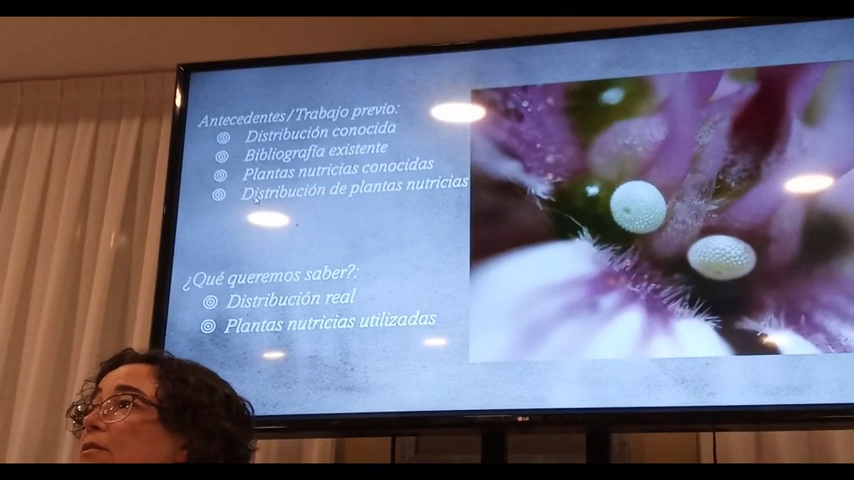 Antecedentes/Trabajo previo:
Distribución conocida
Bibliografía existente
Plantas nutricias conocidas
Distribución de plantas nutricias
¿Qué queremos saber?:
Distribución real
Plantas nutricias utilizadas
LG